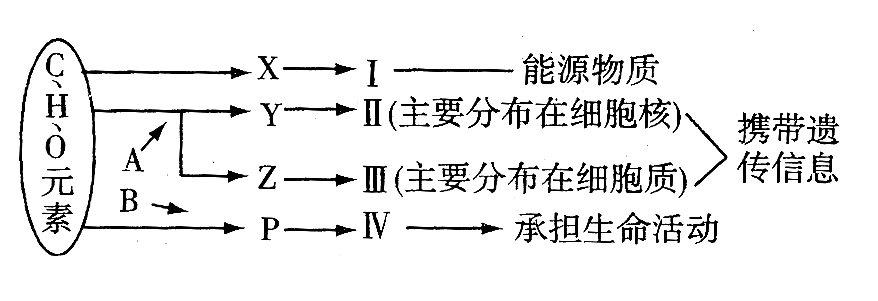 C、H、O元素
X I 能源物质
Y Ⅱ(主要分布在细胞核)
A
Z Ⅲ(主要分布在细胞质)
携带遗
传信息
B
P Ⅳ 承担生命活动